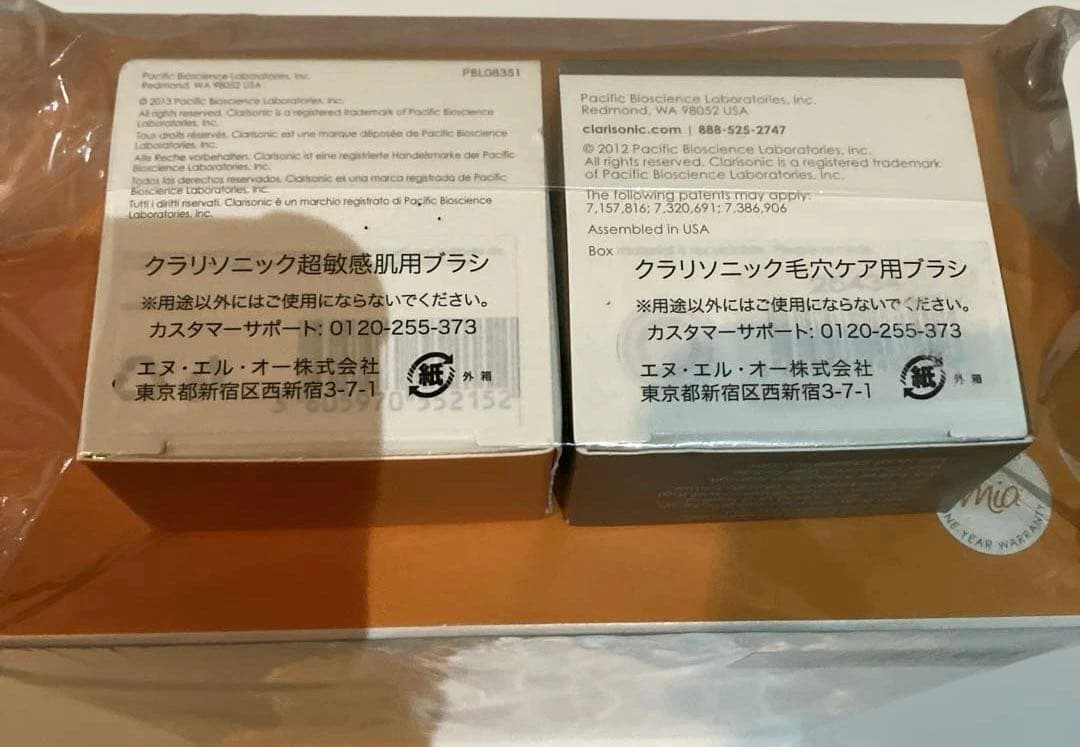 Pacific Bioscience Laboratories, Inc.
Redmond, WA 98052 USA
PBL08351
© 2013 Pacific Bioscience Laboratories, Inc.
All rights reserved. Clarisonic is a registered trademark of Pacific Bioscience
Laboratories, Inc.
Tous droits réservés. Clarisonic est une marque déposée de Pacific Bioscience
Laboratories, Inc.
Alle Rechte vorbehalten. Clarisonic ist eine registrierte Handelsmarke der Pacific
Bioscience Laboratories, Inc.
Todos los derechos reservados. Clarisonic es una marca registrada de Pacific
Bioscience Laboratories, Inc.
Tutti i diritti riservati. Clarisonic è un marchio registrato di Pacific Bioscience
Laboratories, Inc.
クラリソニック超敏感肌用ブラシ
※用途以外にはご使用にならないでください。
カスタマーサポート: 0120-255-373
エヌ・エル・オー株式会社
東京都新宿区西新宿3-7-1
紙 外箱
Pacific Bioscience Laboratories, Inc.
Redmond, WA 98052 USA
clarisonic.com | 888-525-2747
© 2012 Pacific Bioscience Laboratories, Inc.
All rights reserved. Clarisonic is a registered trademark
of Pacific Bioscience Laboratories, Inc.
The following patents may apply:
7,157,816; 7,320,691; 7,386,906
Assembled in USA
Box
クラリソニック毛穴ケア用ブラシ
※用途以外にはご使用にならないでください。
カスタマーサポート: 0120-255-373
エヌ・エル・オー株式会社
東京都新宿区西新宿3-7-1
紙 外箱
Mia
ONE-YEAR WARRANTY